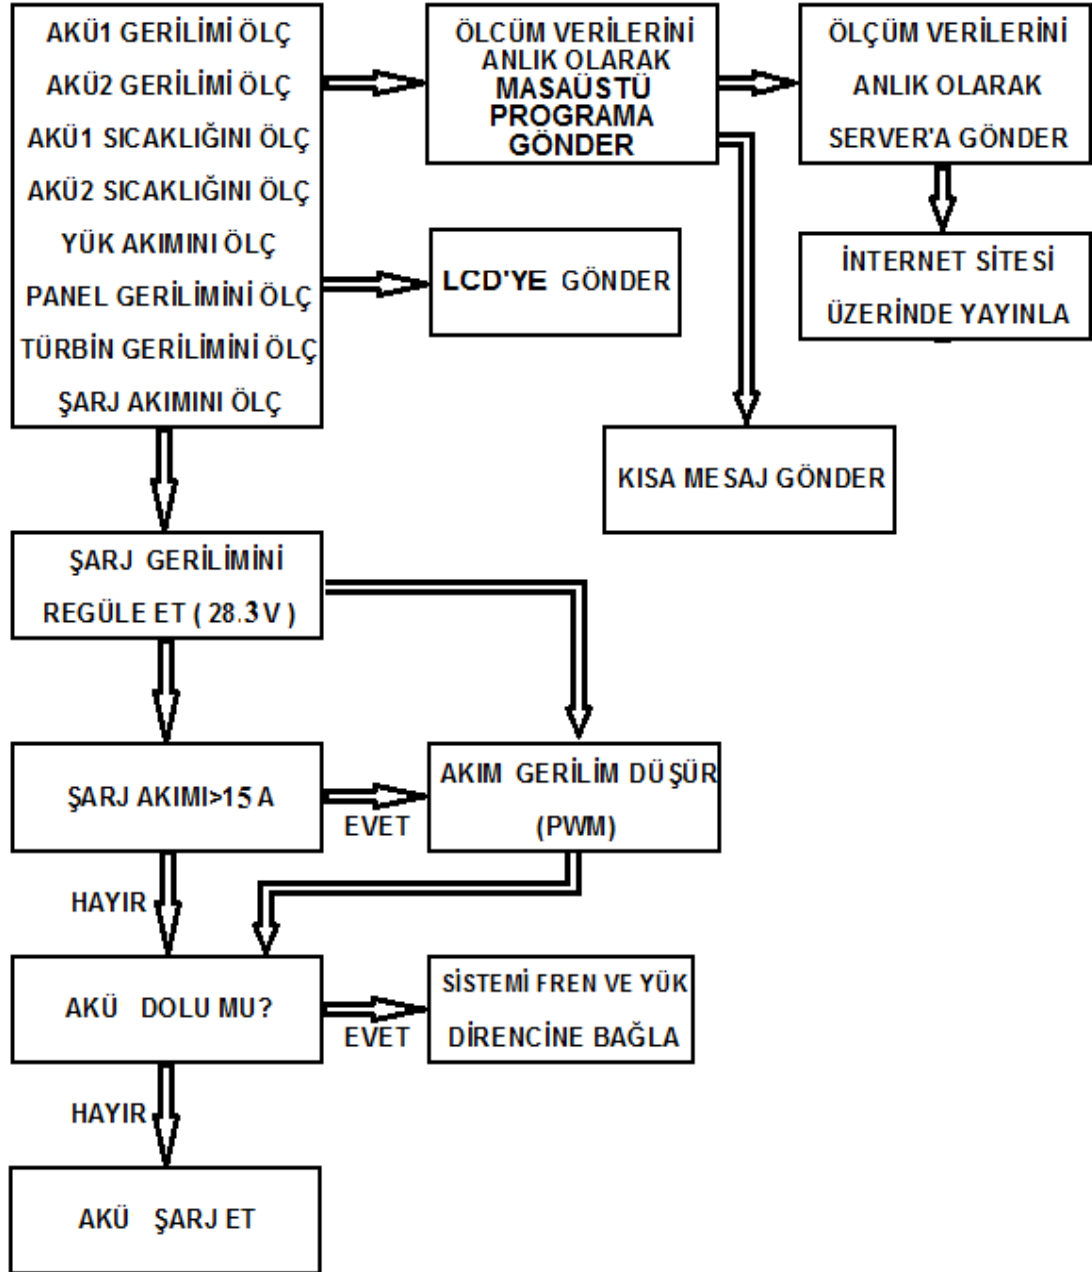 AKÜ1 GERİLİMİ ÖLÇ
AKÜ2 GERİLİMİ ÖLÇ
AKÜ1 SICAKLIĞINI ÖLÇ
AKÜ2 SICAKLIĞINI ÖLÇ
YÜK AKIMINI ÖLÇ
PANEL GERİLİMİNİ ÖLÇ
TÜRBİN GERİLİMİNİ ÖLÇ
ŞARJ AKIMINI ÖLÇ
ÖLCÜM VERİLERİNİ
ANLIK OLARAK
MASAÜSTÜ
PROGRAMA
GÖNDER
ÖLÇÜM VERİLERİNİ
ANLIK OLARAK
SERVER'A GÖNDER
LCD'YE GÖNDER
İNTERNET SİTESİ
ÜZERİNDE YAYINLA
KISA MESAJ GÖNDER
ŞARJ GERİLİMİNİ
REGÜLE ET ( 28.3 V )
ŞARJ AKIMI>15 A
EVET
AKIM GERİLİM DÜŞÜR
(PWM)
HAYIR
AKÜ DOLU MU?
EVET
SİSTEMİ FREN VE YÜK
DİRENCİNE BAĞLA
HAYIR
AKÜ ŞARJ ET